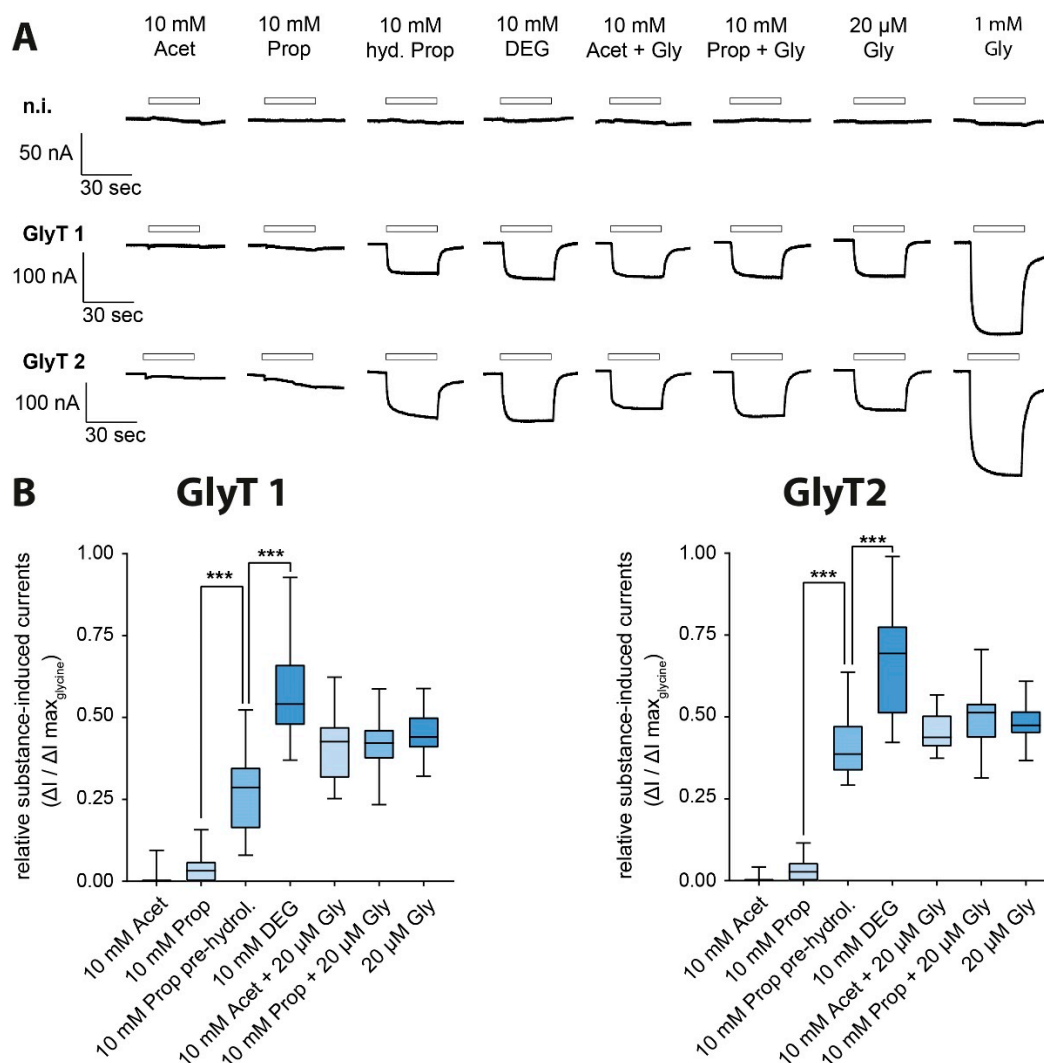 A
10 mM Acet
10 mM Prop
10 mM hyd. Prop
10 mM DEG
10 mM Acet + Gly
10 mM Prop + Gly
20 µM Gly
1 mM Gly
n.i.
50 nA
30 sec
GlyT 1
100 nA
30 sec
GlyT 2
100 nA
30 sec
B
GlyT 1
relative substance-induced currents
(ΔI / ΔI max glycine)
1.00
0.75
0.50
0.25
0.00
***
***
10 mM Acet
10 mM Prop
10 mM Prop pre-hydrol.
10 mM DEG
10 mM Acet + 20 µM Gly
10 mM Prop + 20 µM Gly
20 µM Gly
GlyT2
relative substance-induced currents
(ΔI / ΔI max glycine)
1.00
0.75
0.50
0.25
0.00
***
***
10 mM Acet
10 mM Prop
10 mM Prop pre-hydrol.
10 mM DEG
10 mM Acet + 20 µM Gly
10 mM Prop + 20 µM Gly
20 µM Gly